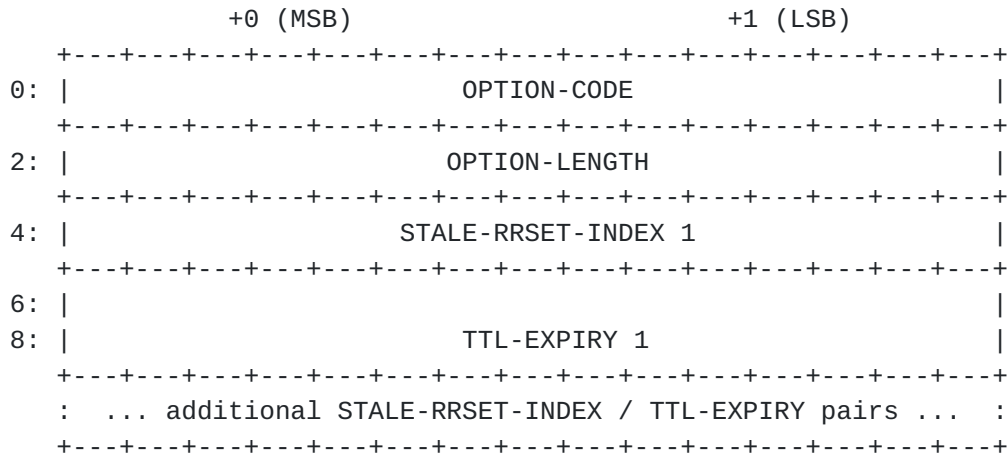 +0 (MSB) +1 (LSB)
+---+---+---+---+---+---+---+---+---+---+---+---+---+---+---+---+
0: | OPTION-CODE |
+---+---+---+---+---+---+---+---+---+---+---+---+---+---+---+---+
2: | OPTION-LENGTH |
+---+---+---+---+---+---+---+---+---+---+---+---+---+---+---+---+
4: | STALE-RRSET-INDEX 1 |
+---+---+---+---+---+---+---+---+---+---+---+---+---+---+---+---+
6: | |
8: | TTL-EXPIRY 1 |
+---+---+---+---+---+---+---+---+---+---+---+---+---+---+---+---+
: ... additional STALE-RRSET-INDEX / TTL-EXPIRY pairs ... :
+---+---+---+---+---+---+---+---+---+---+---+---+---+---+---+---+